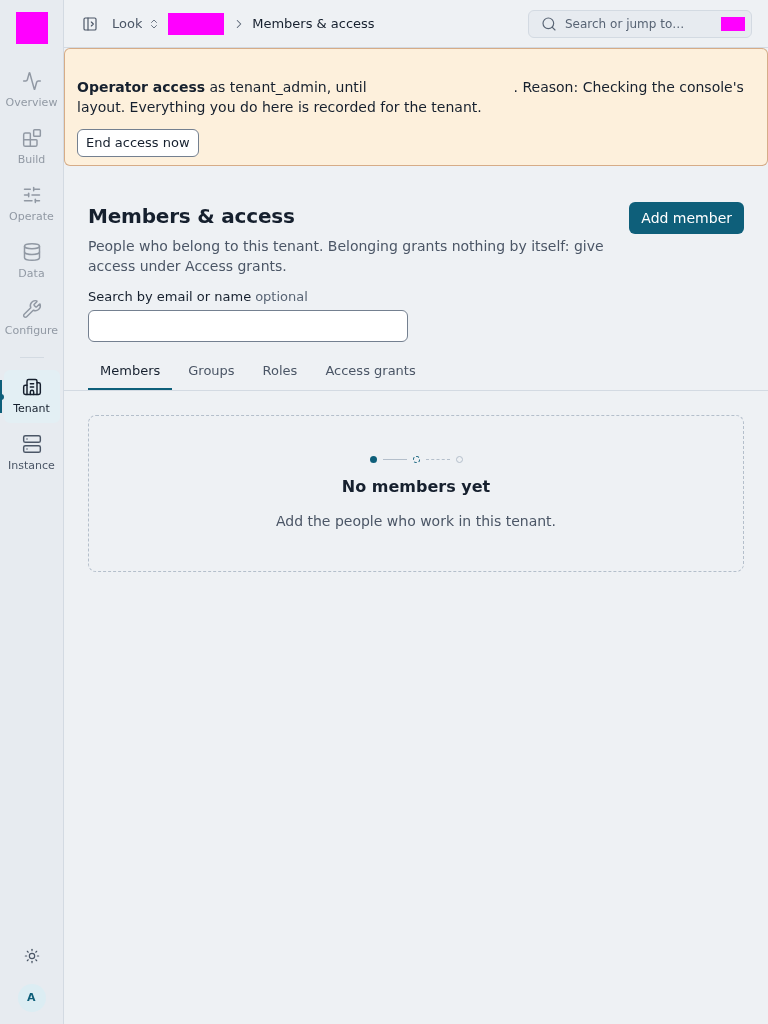 Look
Members & access
Search or jump to…
Overview
Build
Operate
Data
Configure
Tenant
Instance
A
Operator access as tenant_admin, until . Reason: Checking the console's
layout. Everything you do here is recorded for the tenant.
End access now
Members & access
Add member
People who belong to this tenant. Belonging grants nothing by itself: give
access under Access grants.
Search by email or name optional
Members Groups Roles Access grants
No members yet
Add the people who work in this tenant.